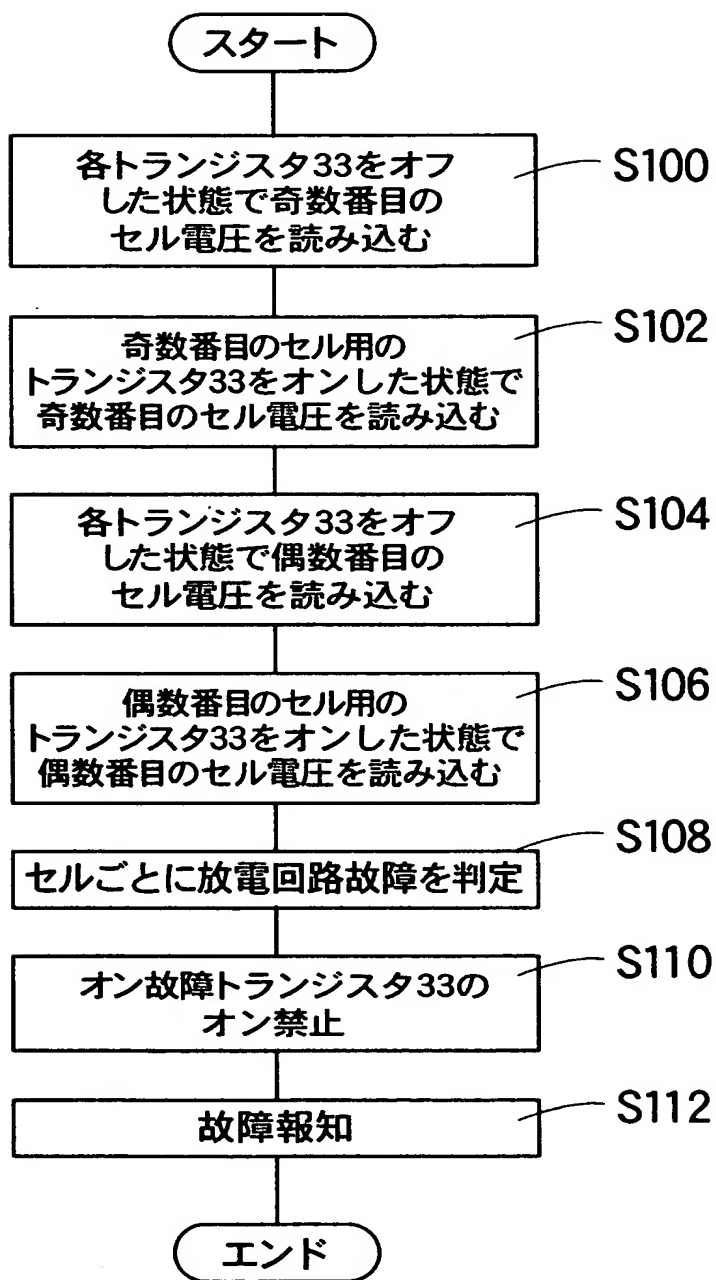 スタート
各トランジスタ33をオフ
した状態で奇数番目の
セル電圧を読み込む
S100
奇数番目のセル用の
トランジスタ33をオンした状態で
奇数番目のセル電圧を読み込む
S102
各トランジスタ33をオフ
した状態で偶数番目の
セル電圧を読み込む
S104
偶数番目のセル用の
トランジスタ33をオンした状態で
偶数番目のセル電圧を読み込む
S106
セルごとに放電回路故障を判定
S108
オン故障トランジスタ33の
オン禁止
S110
故障報知
S112
エンド